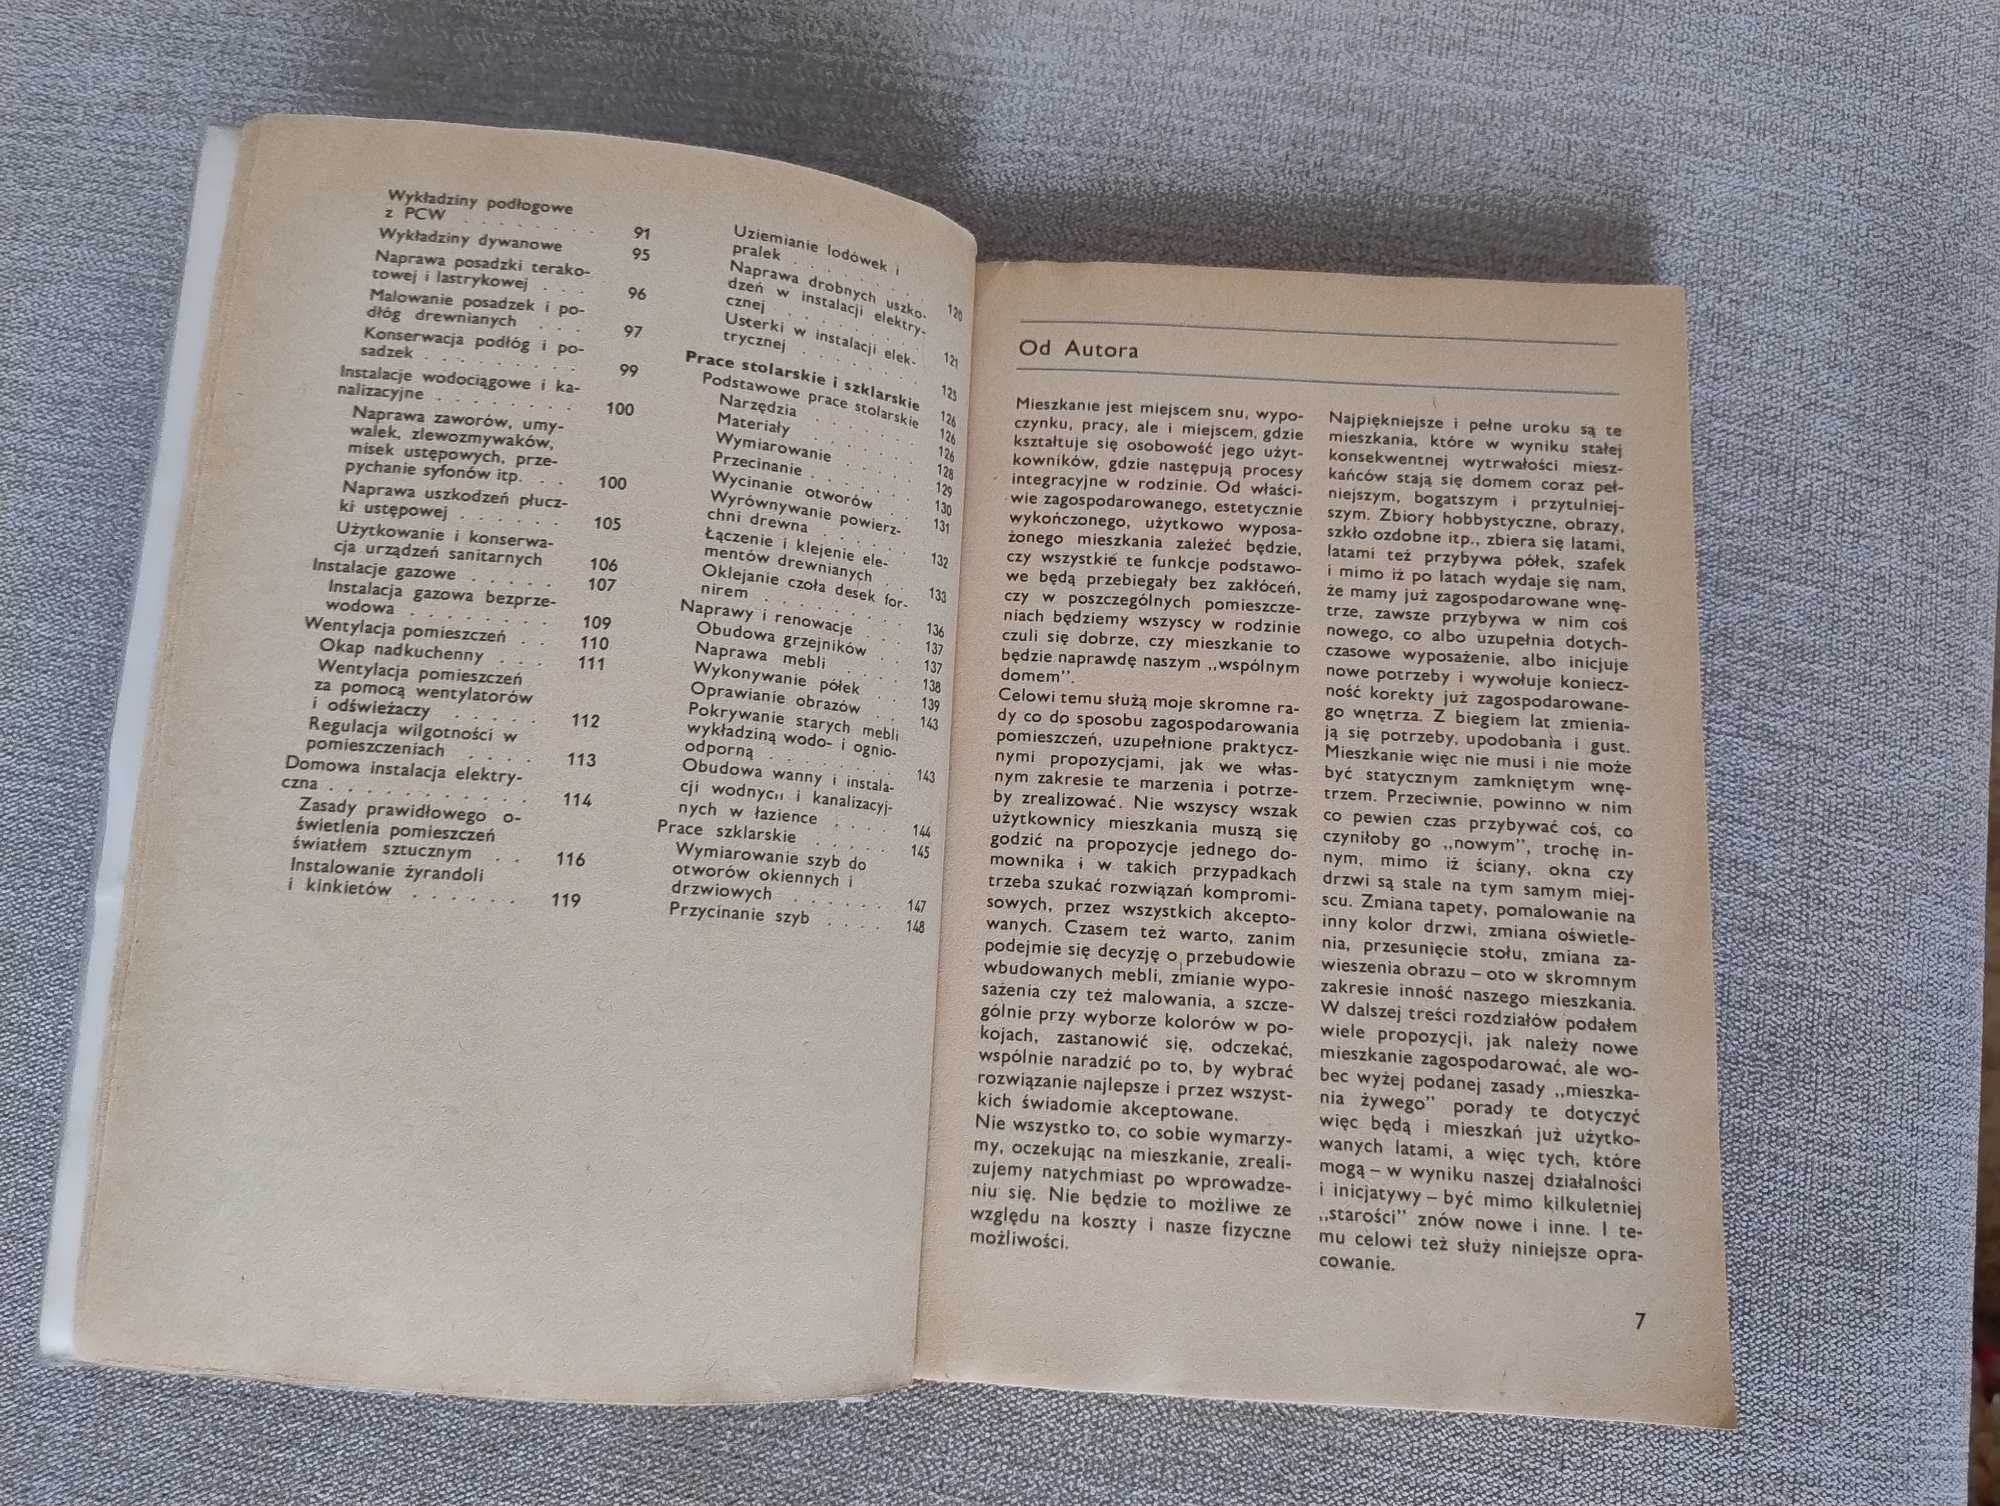 Wykładziny podłogowe
z PCW . . . . . . . 91
Wykładziny dywanowe 95
Naprawa posadzki terako-
towej i lastrykowej . . . 96
Malowanie posadzek i po-
dłóg drewnianych . . . 97
Konserwacja podłóg i po-
sadzek . . . . . . . . 99
Instalacje wodociągowe i ka-
nalizacyjne . . . . . . . . 100
Naprawa zaworów, umy-
walek, zlewozmywaków,
misek ustępowych, prze-
pychanie syfonów itp. . . 100
Naprawa uszkodzeń płucz-
ki ustępowej . . . . . . 105
Użytkowanie i konserwa-
cja urządzeń sanitarnych 106
Instalacje gazowe . . . . . 107
Instalacja gazowa bezprze-
wodowa . . . . . . . . 109
Wentylacja pomieszczeń . . 110
Okap nadkuchenny . . . 111
Wentylacja pomieszczeń
za pomocą wentylatorów
i odświeżaczy . . . . . 112
Regulacja wilgotności w
pomieszczeniach . . . . 113
Domowa instalacja elektry-
czna . . . . . . . . . . . 114
Zasady prawidłowego o-
świetlenia pomieszczeń
światłem sztucznym . . 116
Instalowanie żyrandoli
i kinkietów . . . . . . 119
Uziemianie lodówek i
pralek . . . . . . . . 120
Naprawa drobnych uszko-
dzeń w instalacji elektry-
cznej . . . . . . . . 121
Usterki w instalacji elek-
trycznej . . . . . . . 125
Prace stolarskie i szklarskie 126
Podstawowe prace stolarskie 126
Narzędzia . . . . . . . 126
Materiały . . . . . . . 128
Wymiarowanie . . . . 129
Przecinanie . . . . . . 130
Wycinanie otworów . . 131
Wyrównywanie powierz-
chni drewna . . . . . 132
Łączenie i klejenie ele-
mentów drewnianych . . 133
Oklejanie czoła desek for-
nirem . . . . . . . . 136
Naprawy i renowacje . . . 137
Obudowa grzejników . . 137
Naprawa mebli . . . . 138
Wykonywanie półek . . 139
Oprawianie obrazów . . 143
Pokrywanie starych mebli
wykładziną wodo- i ognio-
odporną . . . . . . . 143
Obudowa wanny i instala-
cji wodnych i kanalizacyj-
nych w łazience . . . . 144
Prace szklarskie . . . . . 145
Wymiarowanie szyb do
otworów okiennych i
drzwiowych . . . . . . 147
Przycinanie szyb . . . . 148
Od Autora
Mieszkanie jest miejscem snu, wypo-
czynku, pracy, ale i miejscem, gdzie
kształtuje się osobowość jego użyt-
kowników, gdzie następują procesy
integracyjne w rodzinie. Od właści-
wie zagospodarowanego, estetycznie
wykończonego, użytkowo wyposa-
żonego mieszkania zależeć będzie,
czy wszystkie te funkcje podstawo-
we będą przebiegały bez zakłóceń,
czy w poszczególnych pomieszcze-
niach będziemy wszyscy w rodzinie
czuli się dobrze, czy mieszkanie to
będzie naprawdę naszym „wspólnym
domem”.
Celowi temu służą moje skromne ra-
dy co do sposobu zagospodarowania
pomieszczeń, uzupełnione praktycz-
nymi propozycjami, jak we włas-
nym zakresie te marzenia i potrze-
by zrealizować. Nie wszyscy wszak
użytkownicy mieszkania muszą się
godzić na propozycje jednego do-
mownika i w takich przypadkach
trzeba szukać rozwiązań kompromi-
sowych, przez wszystkich akcepto-
wanych. Czasem też warto, zanim
podejmie się decyzję o przebudowie
wbudowanych mebli, zmianie wypo-
sażenia czy też malowania, a szcze-
gólnie przy wyborze kolorów w po-
kojach, zastanowić się, odczekać,
wspólnie naradzić po to, by wybrać
rozwiązanie najlepsze i przez wszyst-
kich świadomie akceptowane.
Nie wszystko to, co sobie wymarzy-
my, oczekując na mieszkanie, zreali-
zujemy natychmiast po wprowadze-
niu się. Nie będzie to możliwe ze
względu na koszty i nasze fizyczne
możliwości.
Najpiękniejsze i pełne uroku są te
mieszkania, które w wyniku stałej
konsekwentnej wytrwałości miesz-
kańców stają się domem coraz peł-
niejszym, bogatszym i przytulniej-
szym. Zbiory hobbystyczne, obrazy,
szkło ozdobne itp., zbiera się latami,
latami też przybywa półek, szafek
i mimo iż po latach wydaje się nam,
że mamy już zagospodarowane wnę-
trze, zawsze przybywa w nim coś
nowego, co albo uzupełnia dotych-
czasowe wyposażenie, albo inicjuje
nowe potrzeby i wywołuje koniecz-
ność korekty już zagospodarowane-
go wnętrza. Z biegiem lat zmienia-
ją się potrzeby, upodobania i gust.
Mieszkanie więc nie musi i nie może
być statycznym zamkniętym wnę-
trzem. Przeciwnie, powinno w nim
co pewien czas przybywać coś, co
czyniłoby go „nowym”, trochę in-
nym, mimo iż ściany, okna czy
drzwi są stale na tym samym miej-
scu. Zmiana tapety, pomalowanie na
inny kolor drzwi, zmiana oświetle-
nia, przesunięcie stołu, zmiana za-
wieszenia obrazu – oto w skromnym
zakresie inność naszego mieszkania.
W dalszej treści rozdziałów podałem
wiele propozycji, jak należy nowe
mieszkanie zagospodarować, ale wo-
bec wyżej podanej zasady „mieszka-
nia żywego” porady te dotyczyć
więc będą i mieszkań już użytko-
wanych latami, a więc tych, które
mogą – w wyniku naszej działalności
i inicjatywy – być mimo kilkuletniej
„starości” znów nowe i inne. I te-
mu celowi też służy niniejsze opra-
cowanie.
7